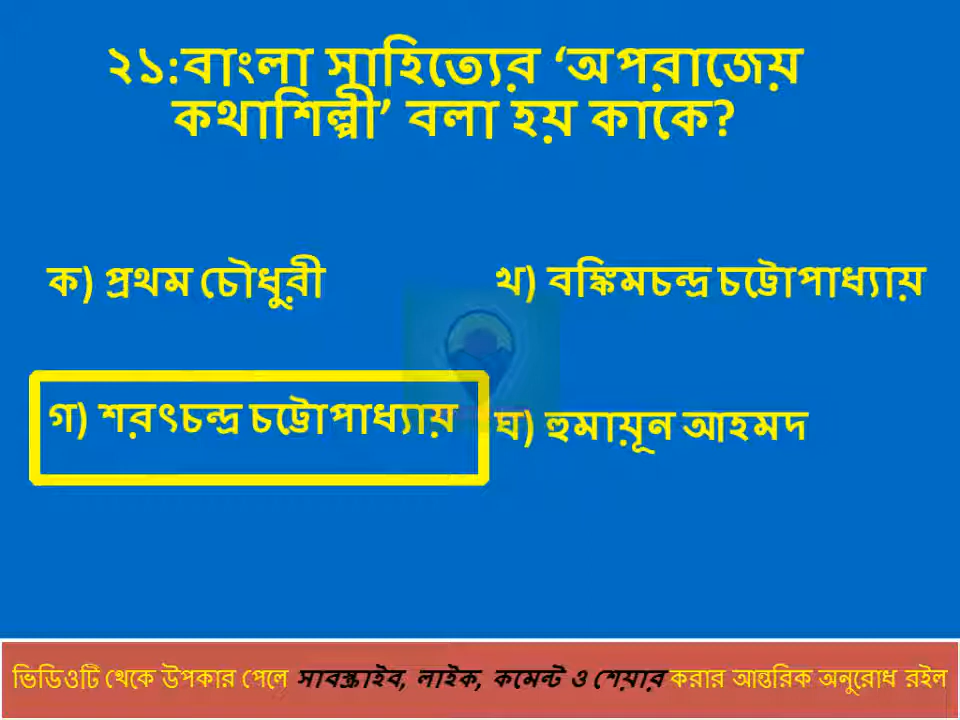 ২১:বাংলা সাহিত্যের ‘অপরাজেয়
কথাশিল্পী’ বলা হয় কাকে?
ক) প্রথম চৌধুরী
খ) বঙ্কিমচন্দ্র চট্টোপাধ্যায়
গ) শরৎচন্দ্র চট্টোপাধ্যায়
ঘ) হুমায়ূন আহমদ
ভিডিওটি থেকে উপকার পেলে সাবস্ক্রাইব, লাইক, কমেন্ট ও শেয়ার করার আন্তরিক অনুরোধ রইল